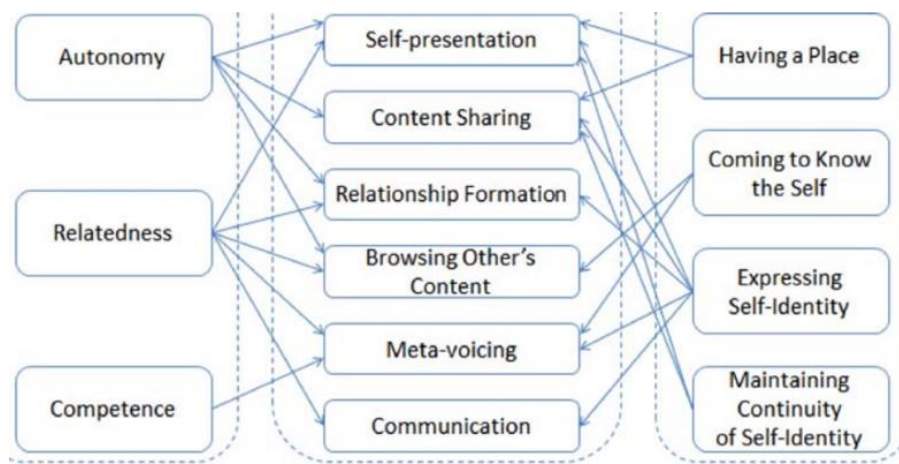 Autonomy
Relatedness
Competence
Self-presentation
Content Sharing
Relationship Formation
Browsing Other's
Content
Meta-voicing
Communication
Having a Place
Coming to Know
the Self
Expressing
Self-Identity
Maintaining
Continuity
of Self-Identity